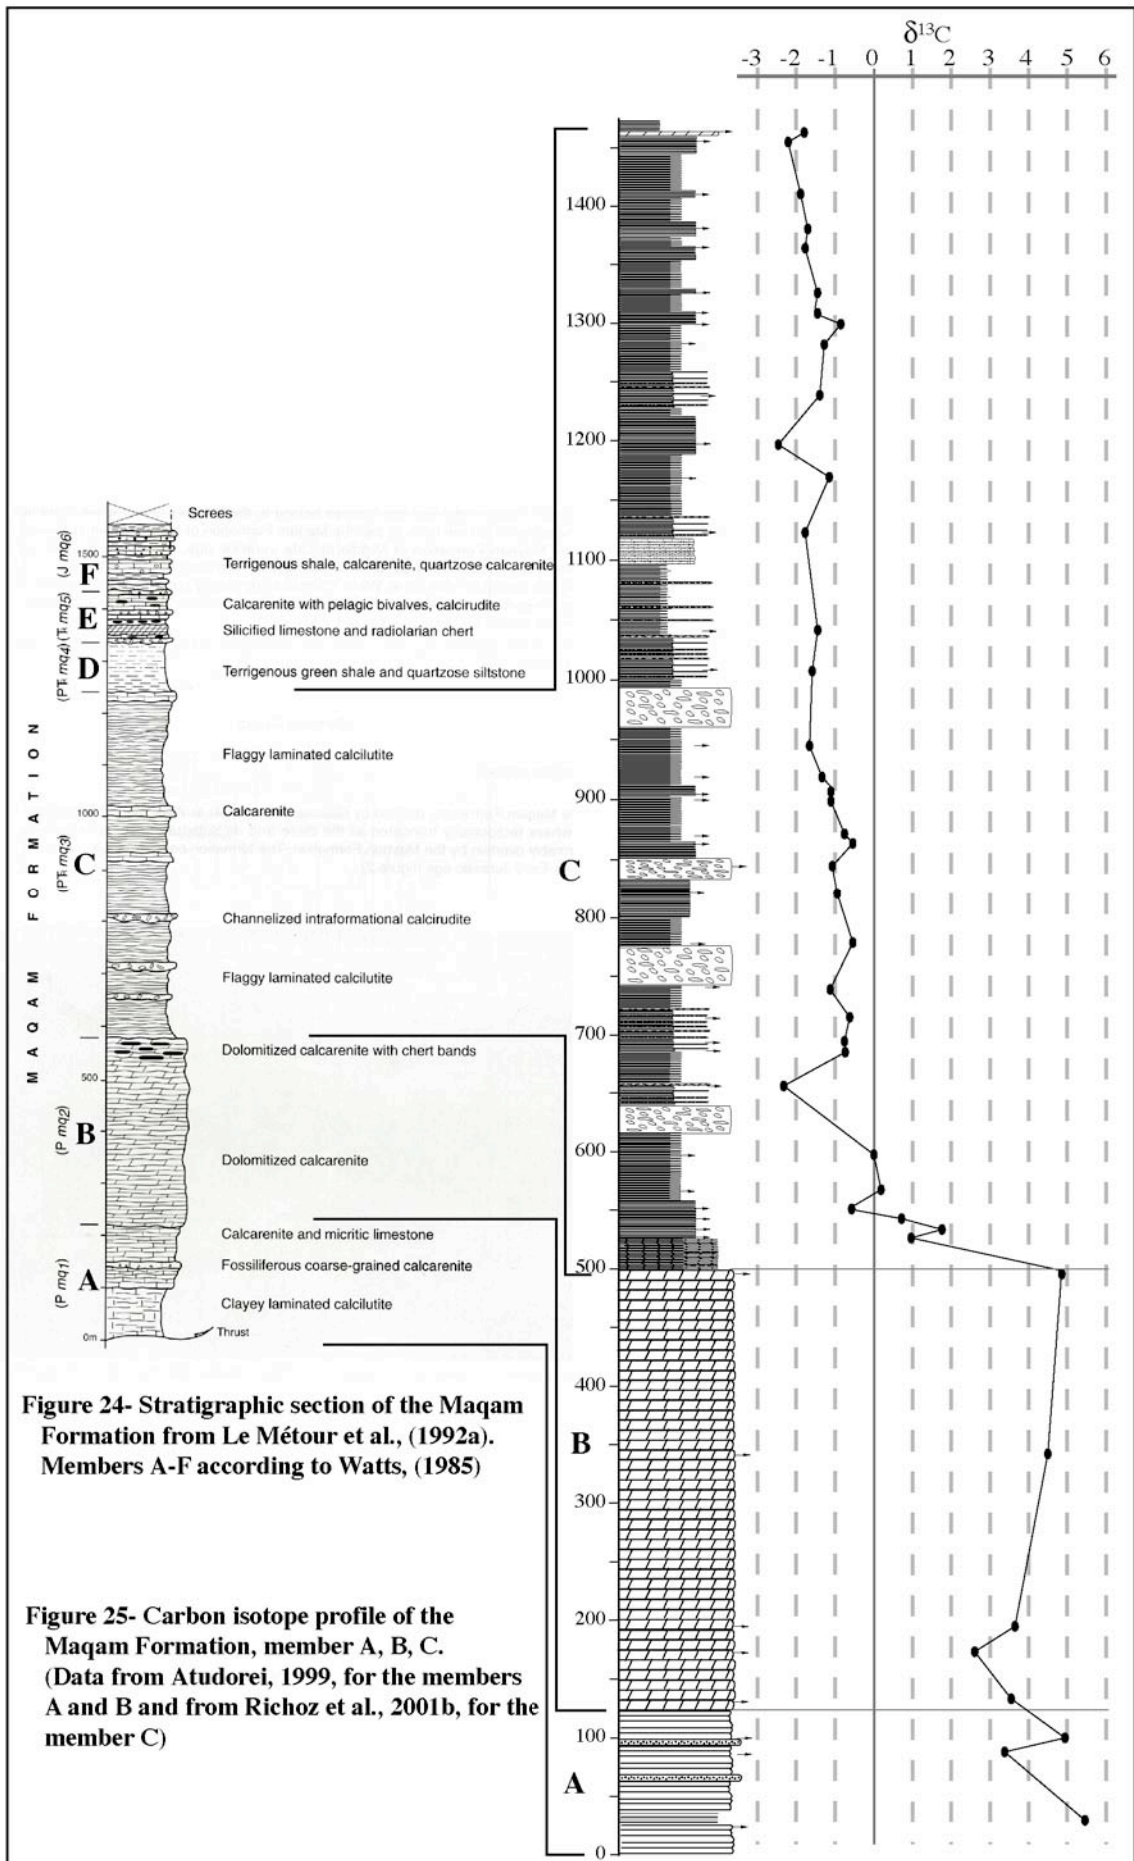 δ13C
-3 -2 -1 0 1 2 3 4 5 6
1400
1300
1200
1100
1000
900
800
700
600
500
400
300
200
100
0
C
B
A
MAQAM FORMATION
(J mq6)
(Ti mq5)
(PTi mq4)
(PTi mq3)
(P mq2)
(P mq1)
F
E
D
C
B
A
1500
1000
500
0m
Screes
Terrigenous shale, calcarenite, quartzose calcarenite
Calcarenite with pelagic bivalves, calcirudite
Silicified limestone and radiolarian chert
Terrigenous green shale and quartzose siltstone
Flaggy laminated calcilutite
Calcarenite
Channelized intraformational calcirudite
Flaggy laminated calcilutite
Dolomitized calcarenite with chert bands
Dolomitized calcarenite
Calcarenite and micritic limestone
Fossiliferous coarse-grained calcarenite
Clayey laminated calcilutite
Thrust
Figure 24- Stratigraphic section of the Maqam
Formation from Le Métour et al., (1992a).
Members A-F according to Watts, (1985)
Figure 25- Carbon isotope profile of the
Maqam Formation, member A, B, C.
(Data from Atudorei, 1999, for the members
A and B and from Richoz et al., 2001b, for the
member C)